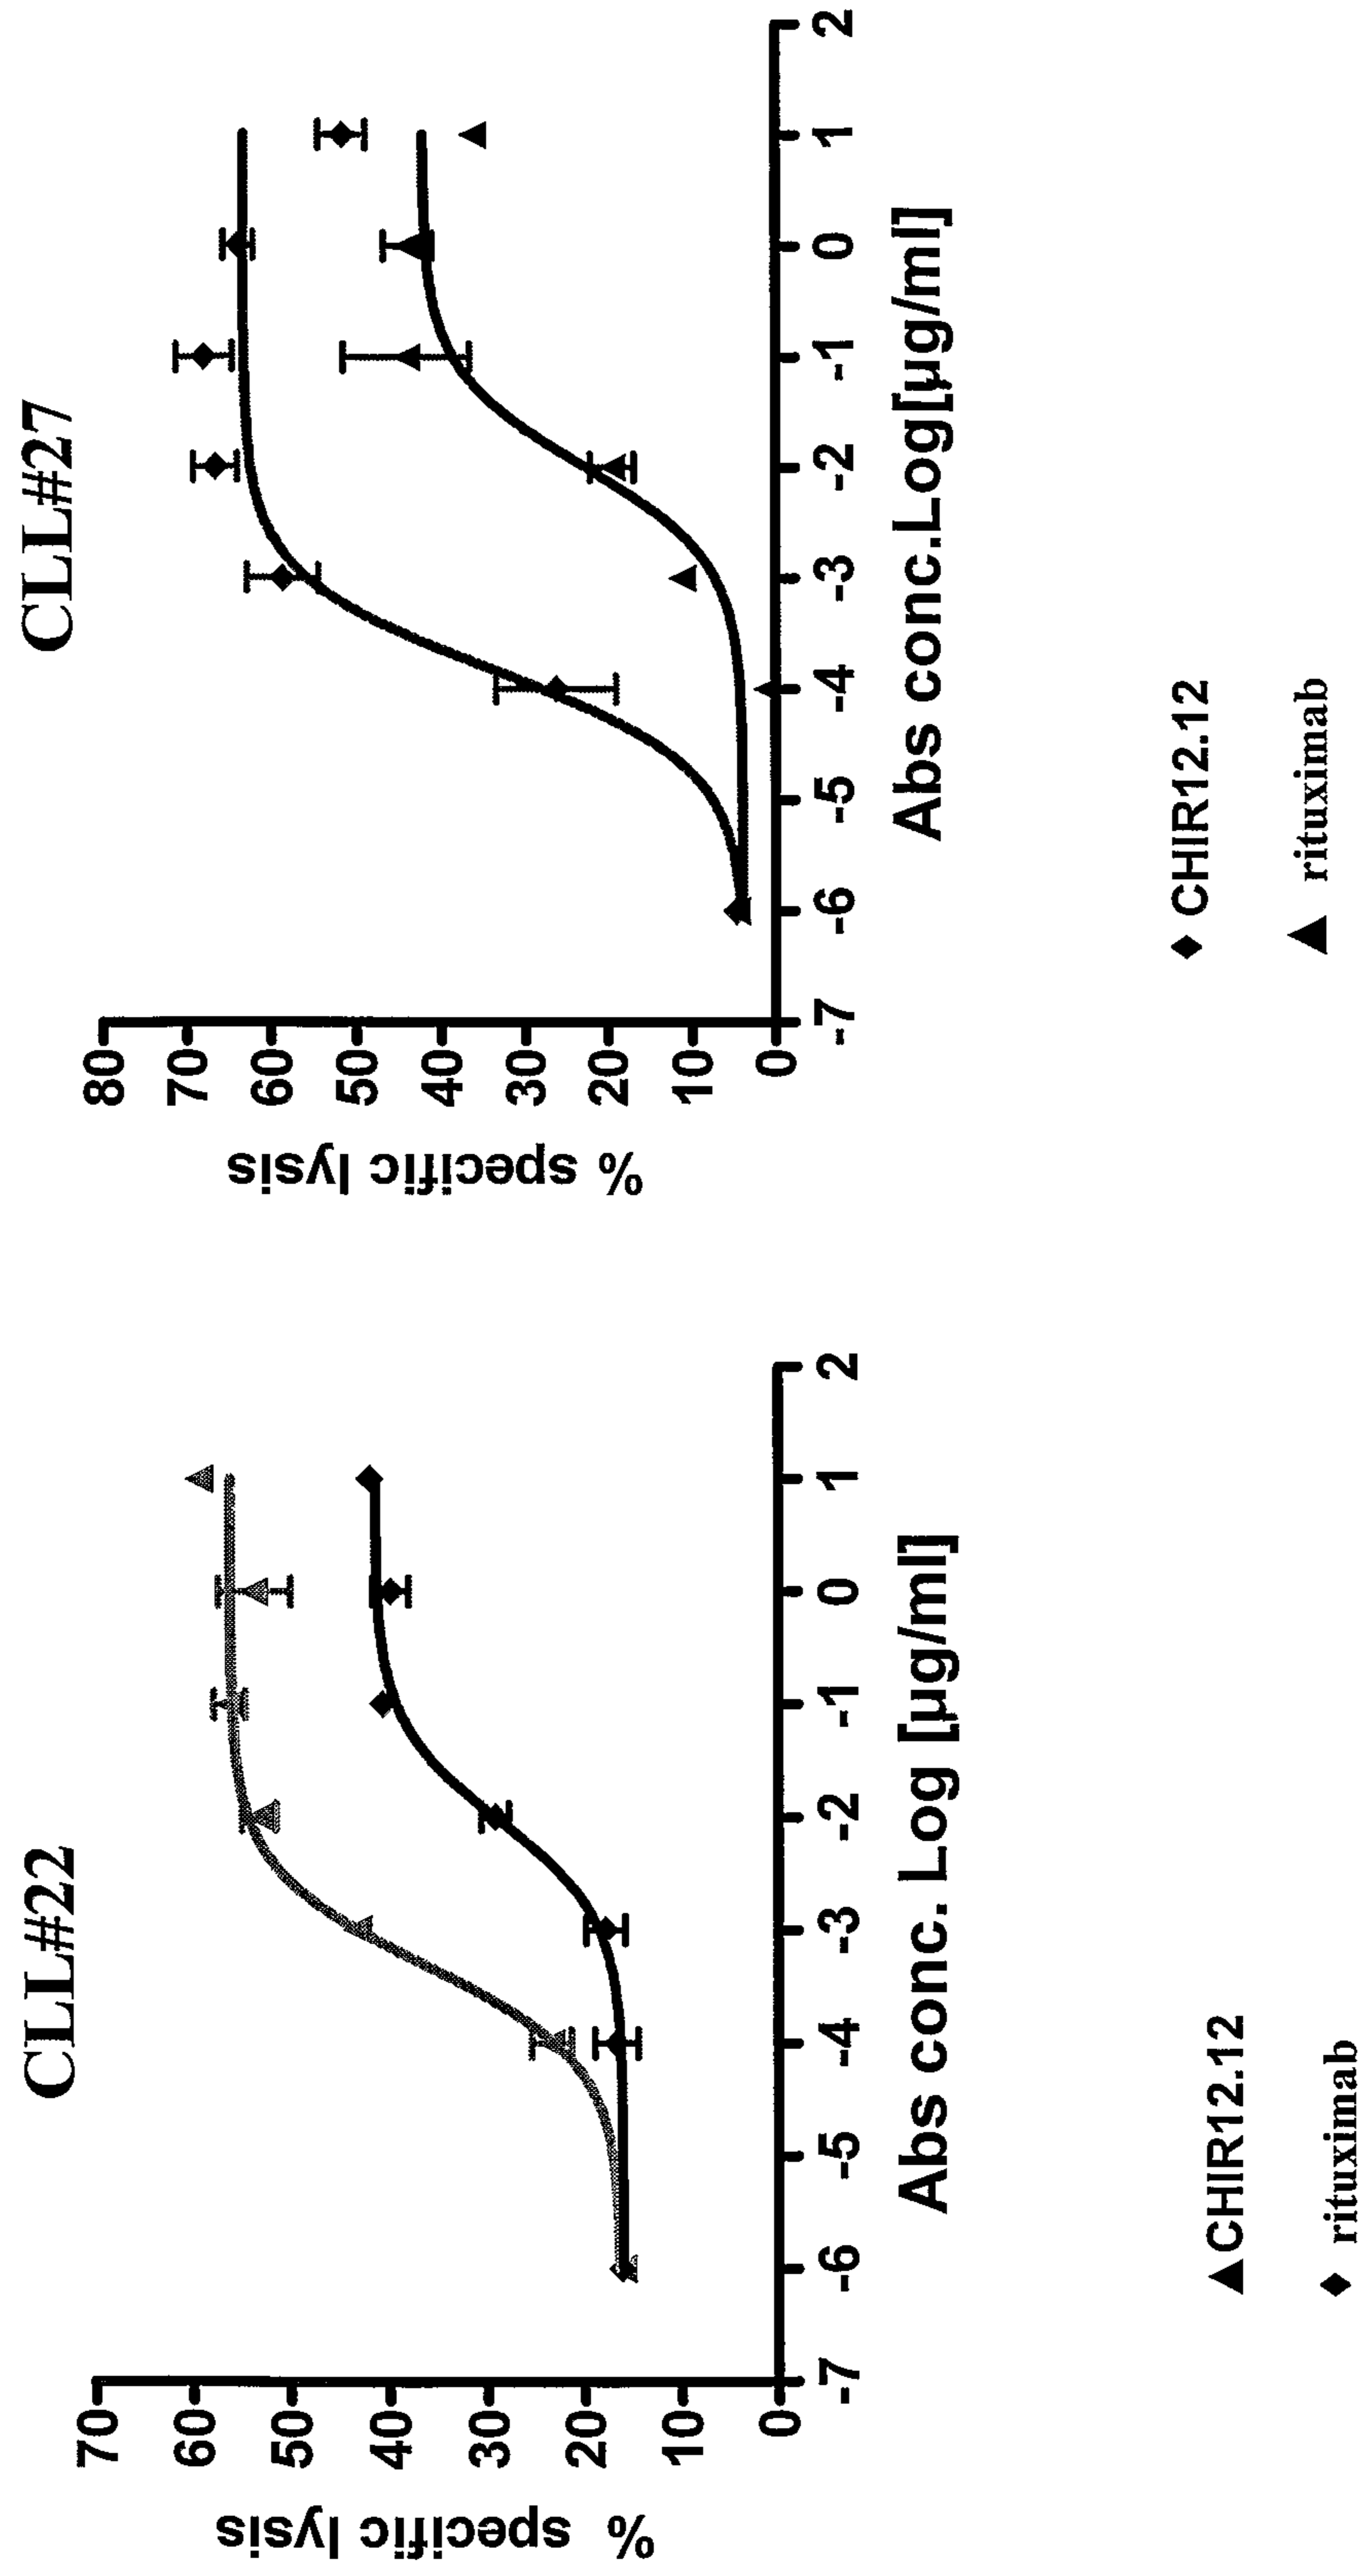 CLL#22
% specific lysis
70
60
50
40
30
20
10
0
-7 -6 -5 -4 -3 -2 -1 0 1 2
Abs conc. Log [µg/ml]
▲CHIR12.12
◆ rituximab
CLL#27
% specific lysis
80
70
60
50
40
30
20
10
0
-7 -6 -5 -4 -3 -2 -1 0 1 2
Abs conc.Log[µg/ml]
◆ CHIR12.12
▲ rituximab